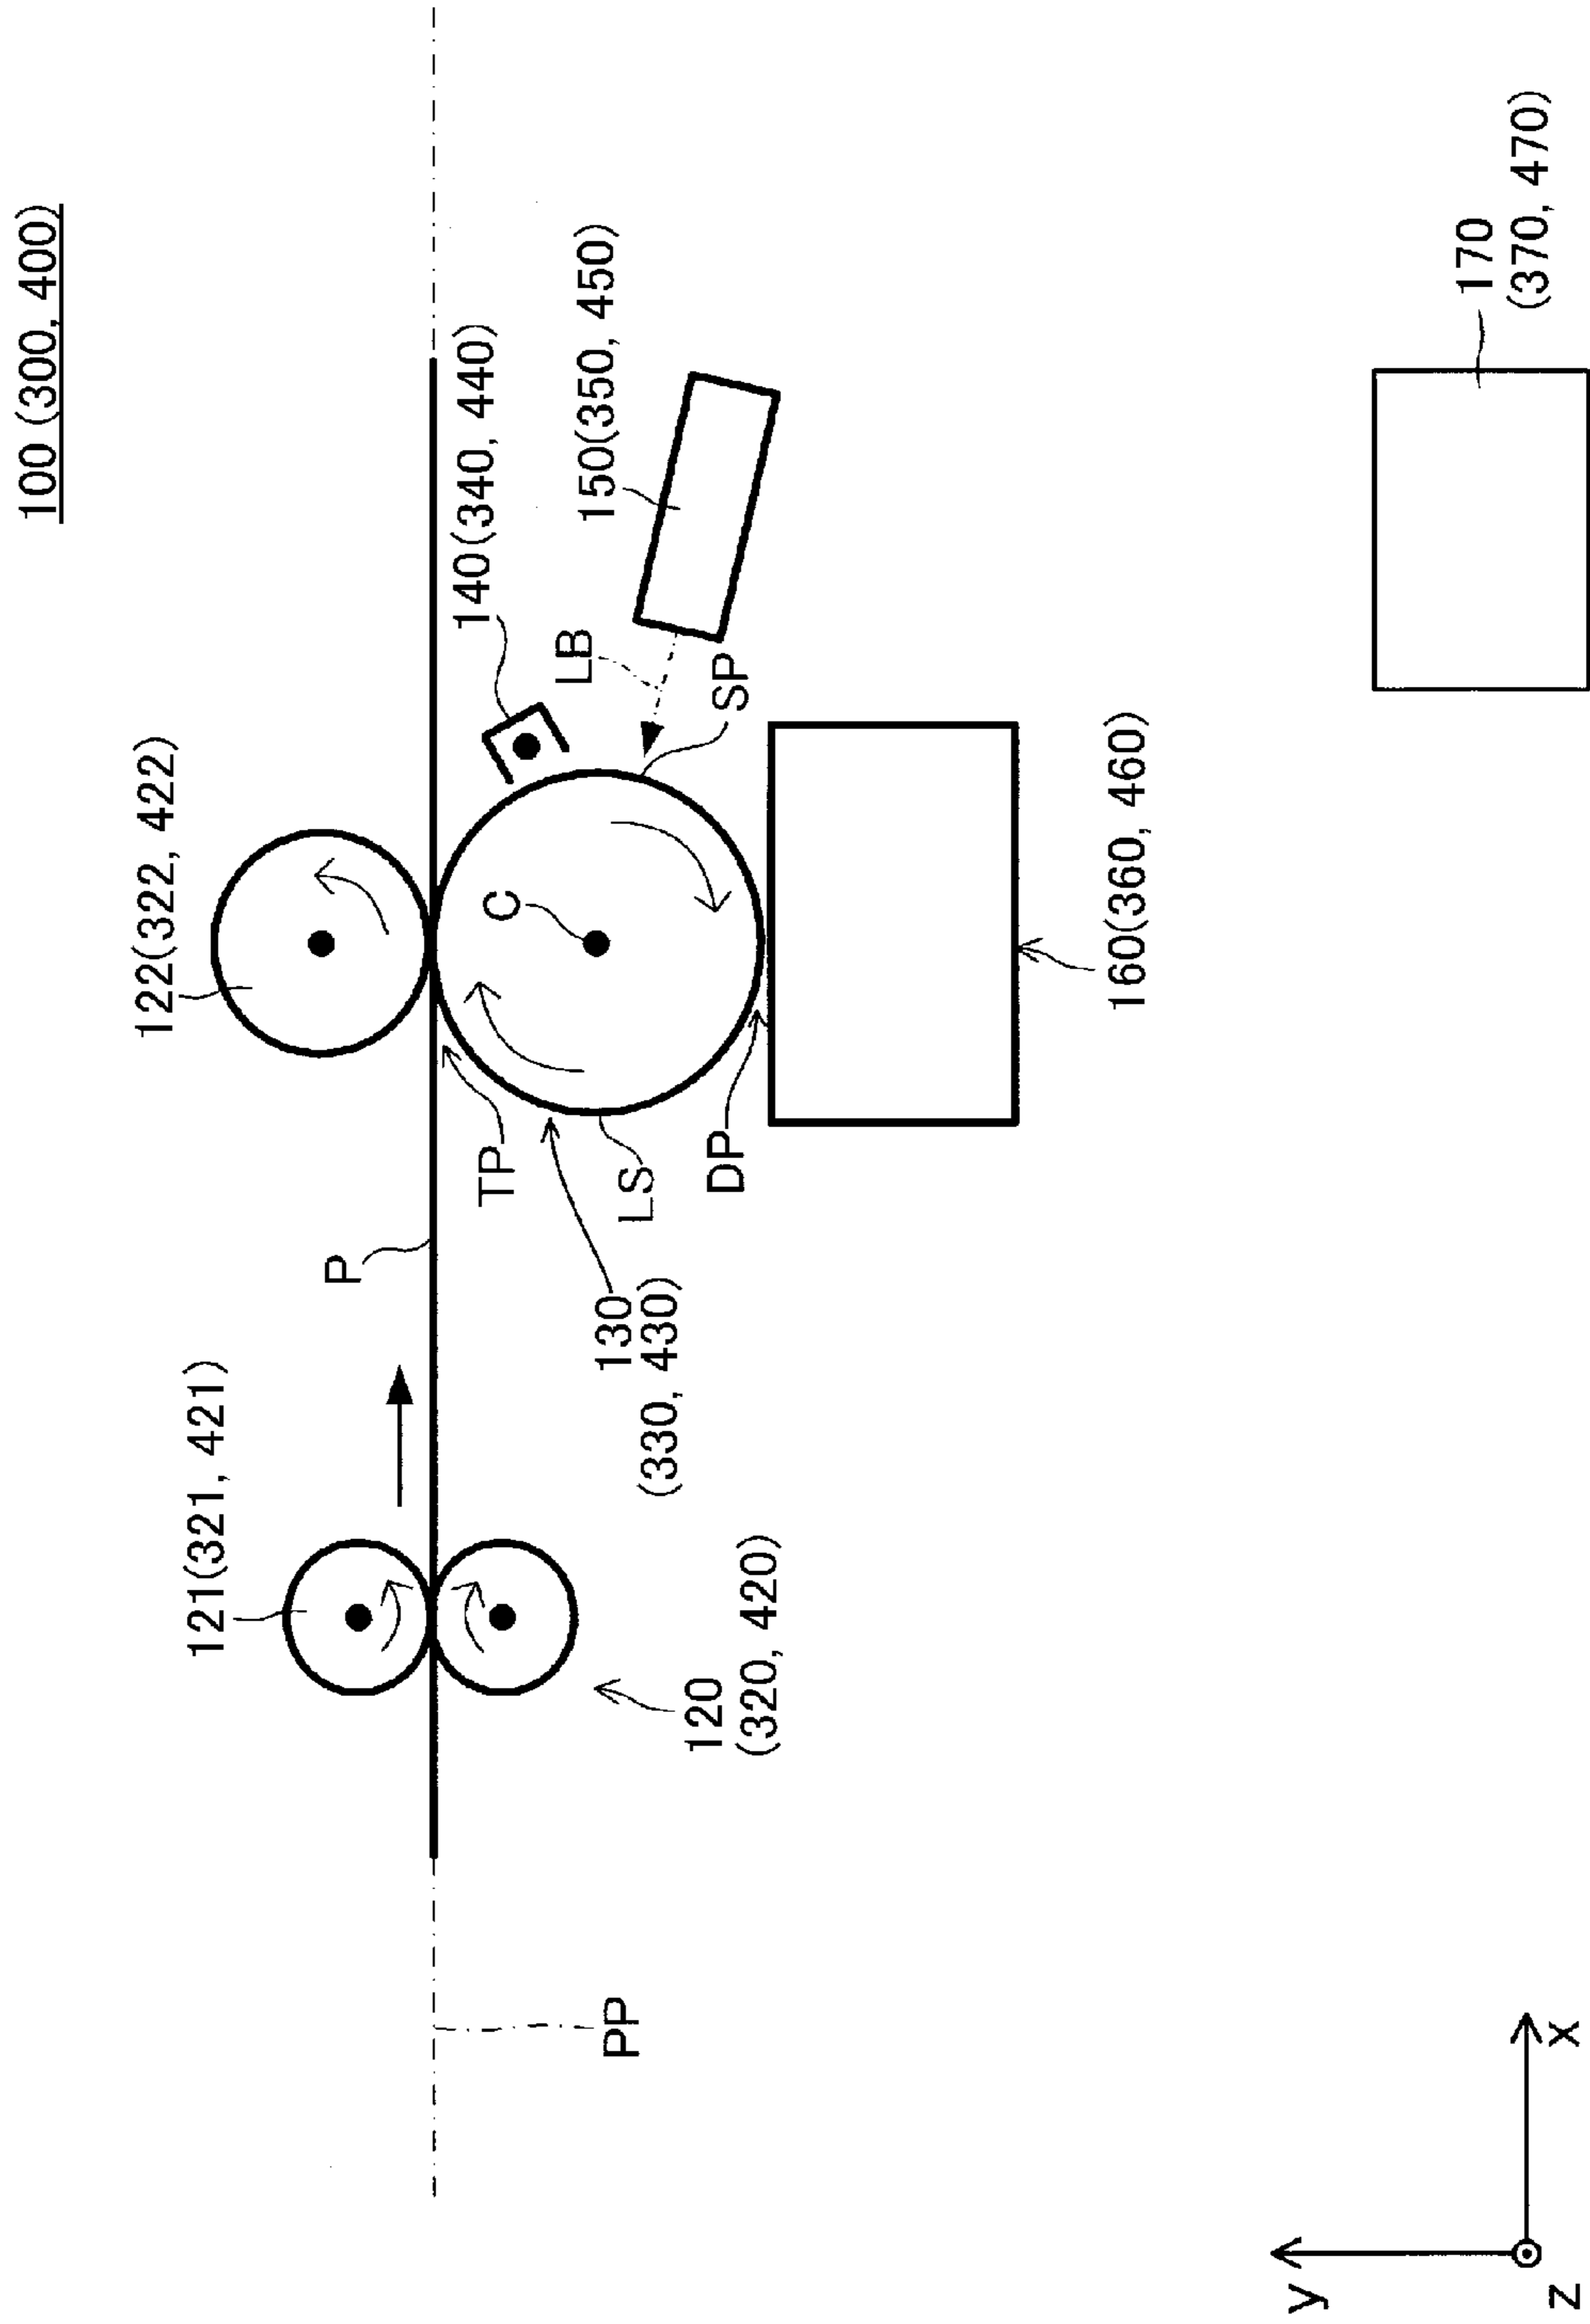 100 (300, 400)
122(322, 422)
121(321, 421)
P
140(340, 440)
150(350, 450)
LB
C
TP
SP
LS
DP
130
(330, 430)
120
(320, 420)
PP
160(360, 460)
170
(370, 470)
y
x
z